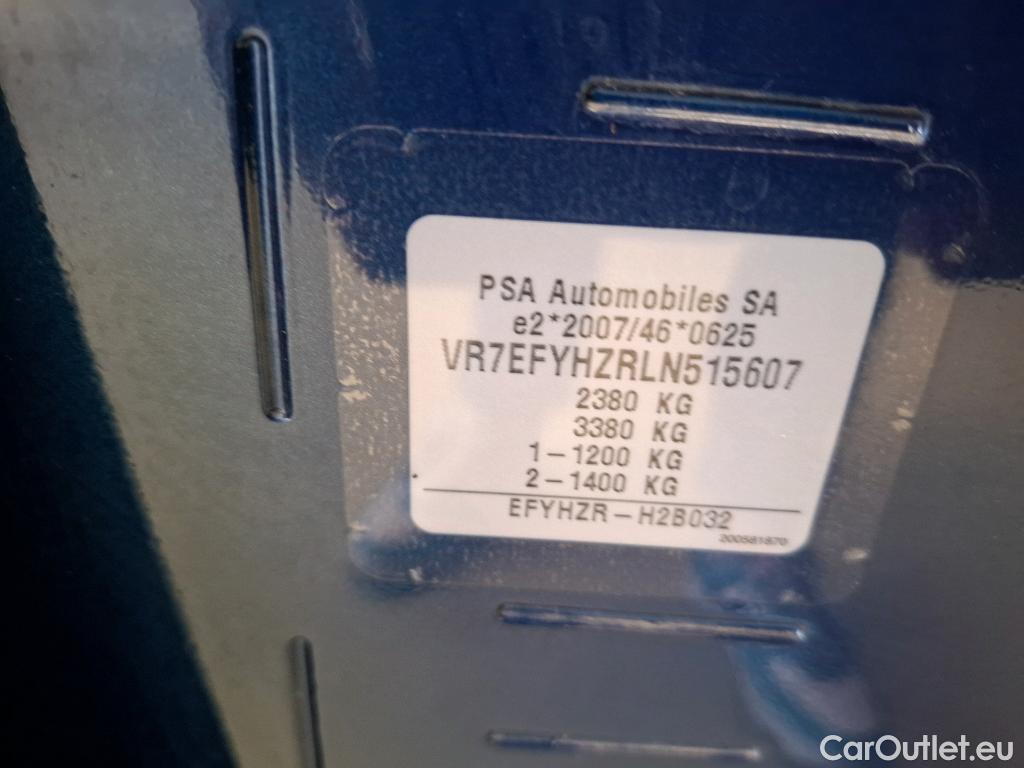 PSA Automobiles SA
e2*2007/46*0625
VR7EFYHZRLN515607
2380 KG
3380 KG
1-1200 KG
2-1400 KG
EFYHZR-H2B032
200581870
CarOutlet.eu